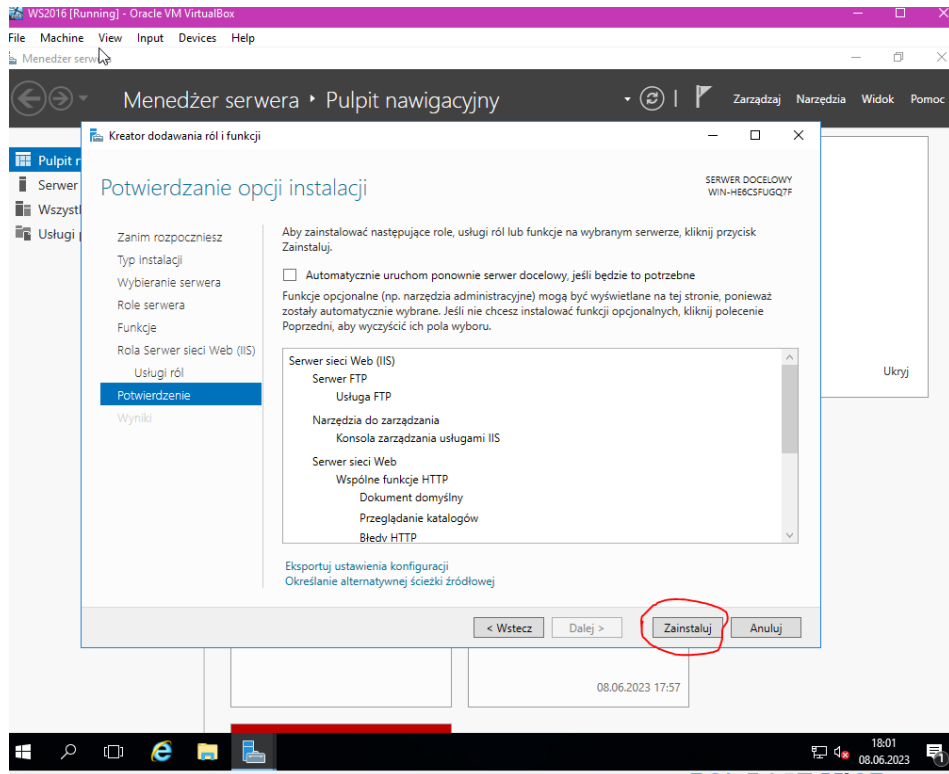 WS2016 [Running] - Oracle VM VirtualBox
File Machine View Input Devices Help
Menedżer serw
Menedżer serwera • Pulpit nawigacyjny
Zarządzaj Narzędzia Widok Pomoc
Kreator dodawania ról i funkcji
Pulpit n
Serwer
Wszystk
Usługi
Potwierdzanie opcji instalacji
SERWER DOCELOWY
WIN-HE6CSFUGQ7F
Zanim rozpoczniesz
Typ instalacji
Wybieranie serwera
Role serwera
Funkcje
Rola Serwer sieci Web (IIS)
Usługi ról
Potwierdzenie
Wyniki
Aby zainstalować następujące role, usługi ról lub funkcje na wybranym serwerze, kliknij przycisk
Zainstaluj.
Automatycznie uruchom ponownie serwer docelowy, jeśli będzie to potrzebne
Funkcje opcjonalne (np. narzędzia administracyjne) mogą być wyświetlane na tej stronie, ponieważ
zostały automatycznie wybrane. Jeśli nie chcesz instalować funkcji opcjonalnych, kliknij polecenie
Poprzedni, aby wyczyścić ich pola wyboru.
Serwer sieci Web (IIS)
Serwer FTP
Usługa FTP
Narzędzia do zarządzania
Konsola zarządzania usługami IIS
Serwer sieci Web
Wspólne funkcje HTTP
Dokument domyślny
Przeglądanie katalogów
Błędy HTTP
Eksportuj ustawienia konfiguracji
Określanie alternatywnej ścieżki źródłowej
< Wstecz Dalej > Zainstaluj Anuluj
Ukryj
08.06.2023 17:57
18:01
08.06.2023
1